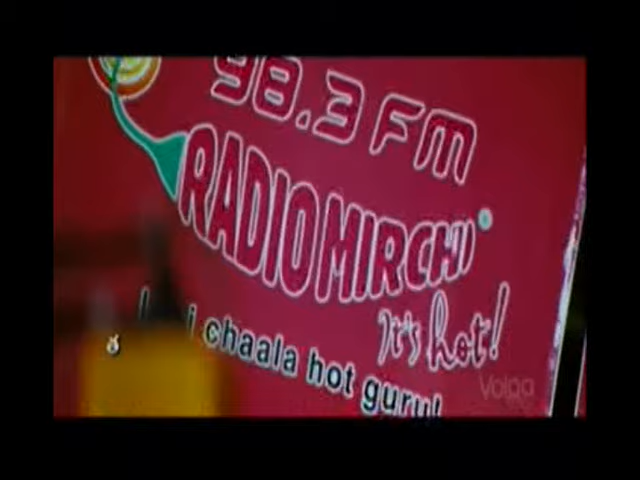 98.3 FM
RADIO MIRCHI
It's hot!
chaala hot guru!
Volga